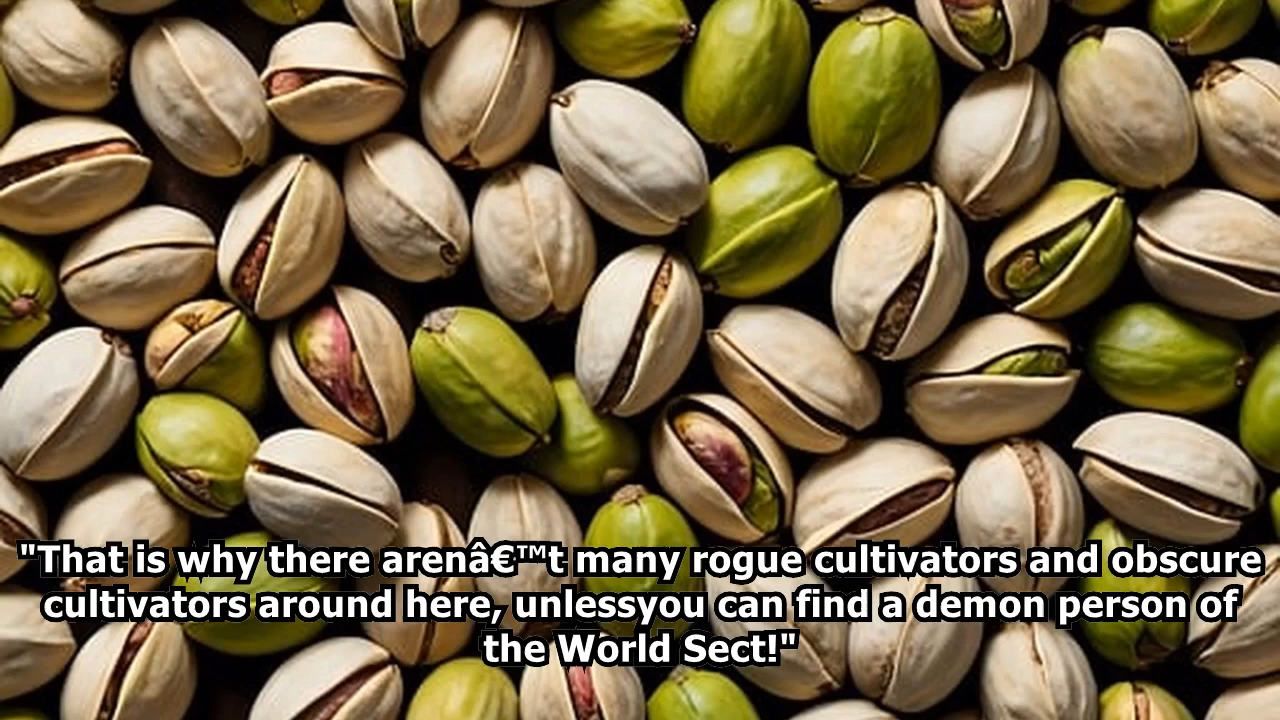 "That is why there arenâ€™t many rogue cultivators and obscure
cultivators around here, unlessyou can find a demon person of
the World Sect!"